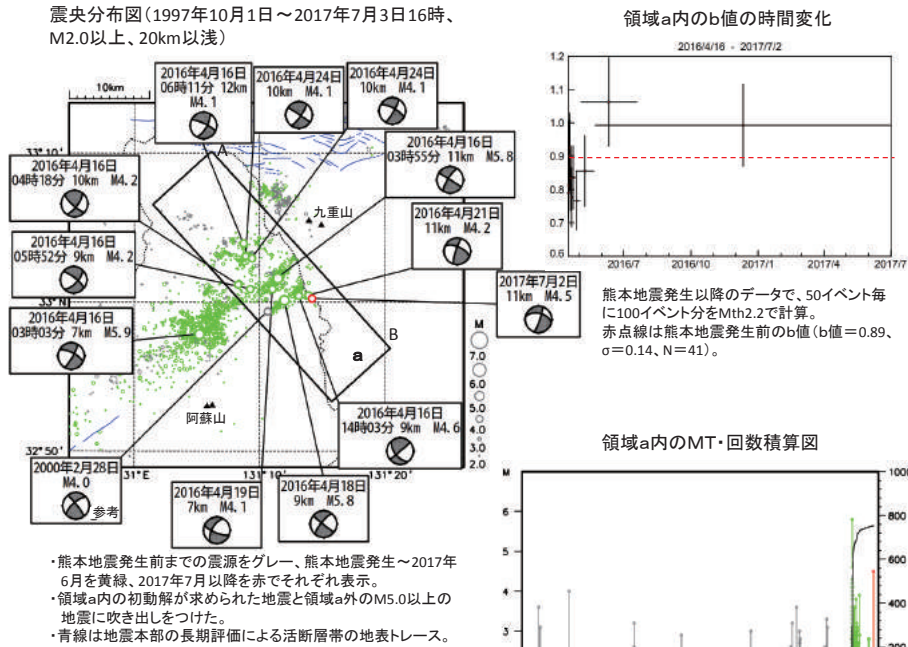 震央分布図(1997年10月1日～2017年7月3日16時、
M2.0以上、20km以浅)
10km
2016年4月16日
06時11分 12km
M4.1
2016年4月24日
10km M4.1
2016年4月24日
10km M4.1
2016年4月16日
03時55分 11km M5.8
33°10'
A
2016年4月16日
04時18分 10km M4.2
九重山
2016年4月21日
11km M4.2
2016年4月16日
05時52分 9km M4.2
2017年7月2日
11km M4.5
33°N
2016年4月16日
03時03分 7km M5.9
B
a
M
7.0
6.0
5.0
4.0
3.0
2.0
阿蘇山
2016年4月16日
14時03分 9km M4.6
32°50'
131°E
131°10'
131°20'
2000年2月28日
M4.0
参考
2016年4月19日
7km M4.1
2016年4月18日
9km M5.8
・熊本地震発生前までの震源をグレー、熊本地震発生～2017年
6月を黄緑、2017年7月以降を赤でそれぞれ表示。
・領域a内の初動解が求められた地震と領域a外のM5.0以上の
地震に吹き出しをつけた。
・青線は地震本部の長期評価による活断層帯の地表トレース。
領域a内のb値の時間変化
2016/4/16 - 2017/7/2
1.2
1.1
1.0
0.9
0.8
0.7
0.6
2016/7 2016/10 2017/1 2017/4 2017/7
熊本地震発生以降のデータで、50イベント毎
に100イベント分をMth2.2で計算。
赤点線は熊本地震発生前のb値(b値＝0.89、
σ＝0.14、N＝41)。
領域a内のMT・回数積算図
M
6
5
4
3
1000
800
600
400
200